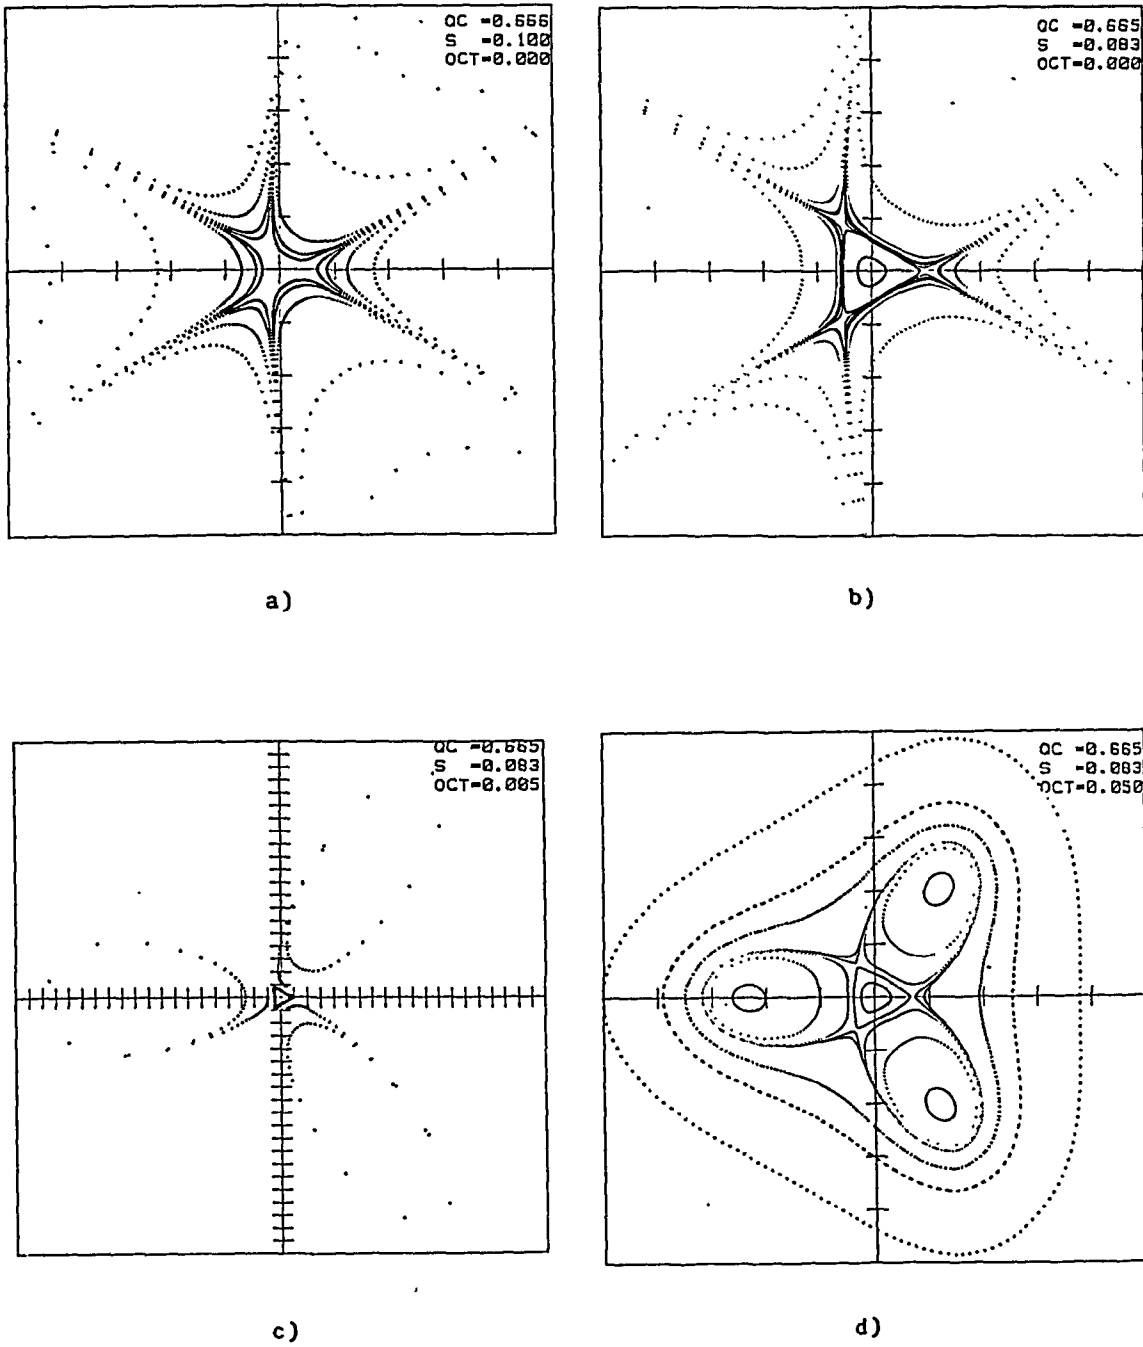 QC =0.666
S =0.100
OCT=0.000
QC =0.665
S =0.083
OCT=0.000
a)
b)
QC =0.665
S =0.083
OCT=0.005
QC =0.665
S =0.083
OCT=0.050
c)
d)